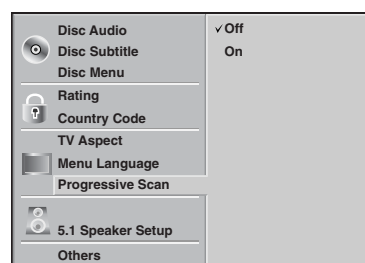 Disc Audio
Disc Subtitle
Disc Menu
Rating
Country Code
TV Aspect
Menu Language
Progressive Scan
5.1 Speaker Setup
Others
✓ Off
On